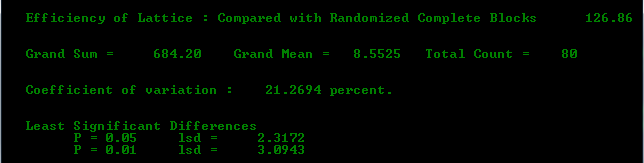 Efficiency of Lattice : Compared with Randomized Complete Blocks 126.86
Grand Sum = 684.20 Grand Mean = 8.5525 Total Count = 80
Coefficient of variation : 21.2694 percent.
Least Significant Differences
P = 0.05 lsd = 2.3172
P = 0.01 lsd = 3.0943